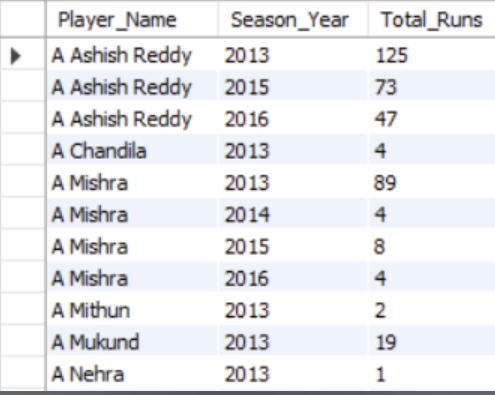 Player_Name Season_Year Total_Runs
A Ashish Reddy 2013 125
A Ashish Reddy 2015 73
A Ashish Reddy 2016 47
A Chandila 2013 4
A Mishra 2013 89
A Mishra 2014 4
A Mishra 2015 8
A Mishra 2016 4
A Mithun 2013 2
A Mukund 2013 19
A Nehra 2013 1